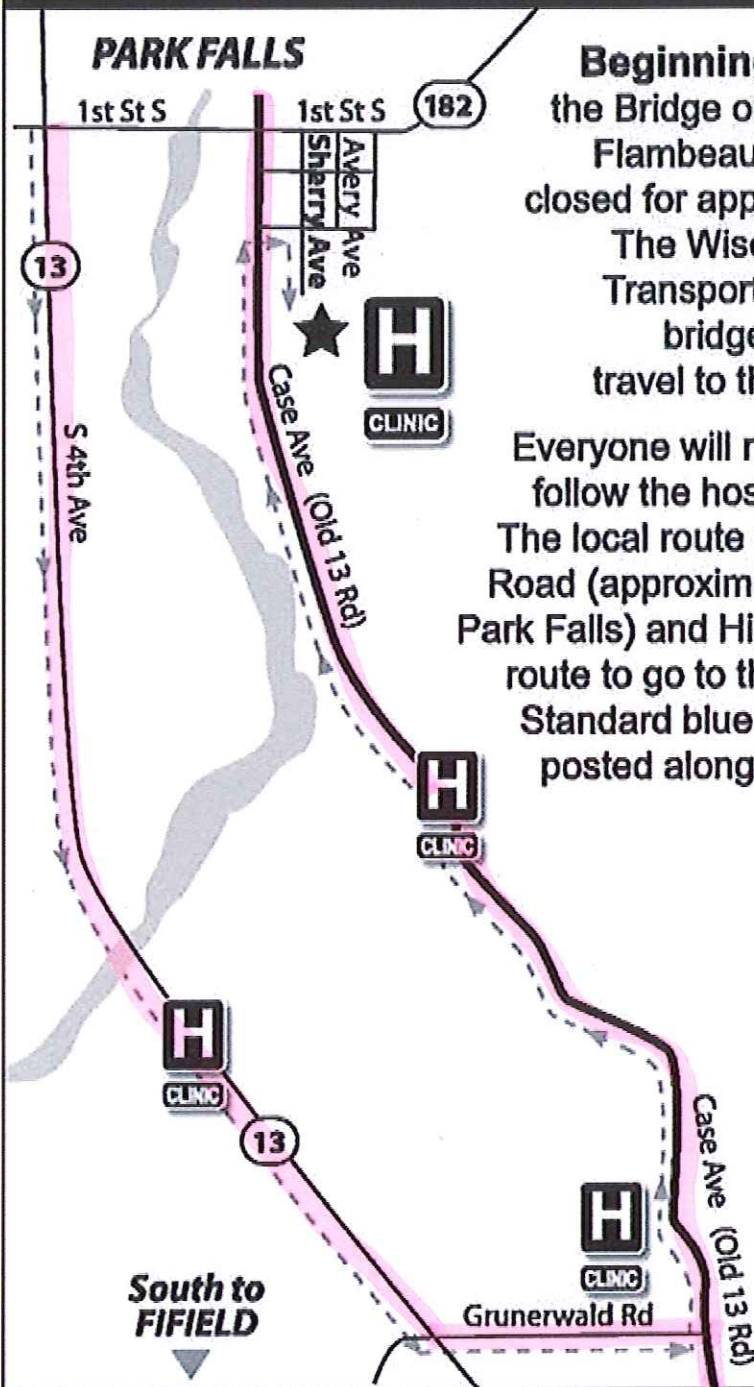 PARK FALLS
1st St S
1st St S
182
Avery Ave
Sherry Ave
13
H
CLINIC
S 4th Ave
Case Ave (Old 13 Rd)
H
CLINIC
H
CLINIC
13
Case Ave (Old 13 Rd)
H
CLINIC
Grunerwald Rd
South to
FIFIELD
the Bridge o
Flambeau
closed for app
The Wis
Transport
bridge
travel to th
Everyone will
follow the hos
The local route
Road (approxim
Park Falls) and Hi
route to go to th
Standard blue
posted along